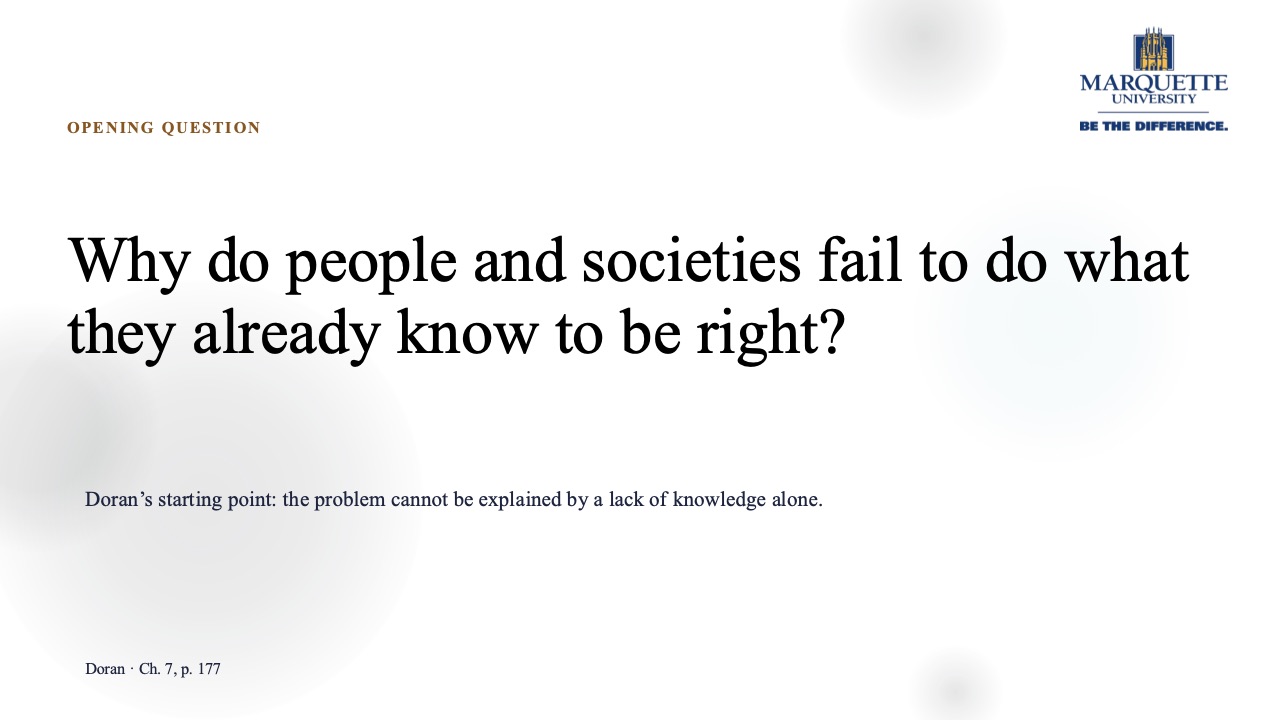 MARQUETTE
UNIVERSITY
BE THE DIFFERENCE.
OPENING QUESTION
Why do people and societies fail to do what
they already know to be right?
Doran’s starting point: the problem cannot be explained by a lack of knowledge alone.
Doran · Ch. 7, p. 177